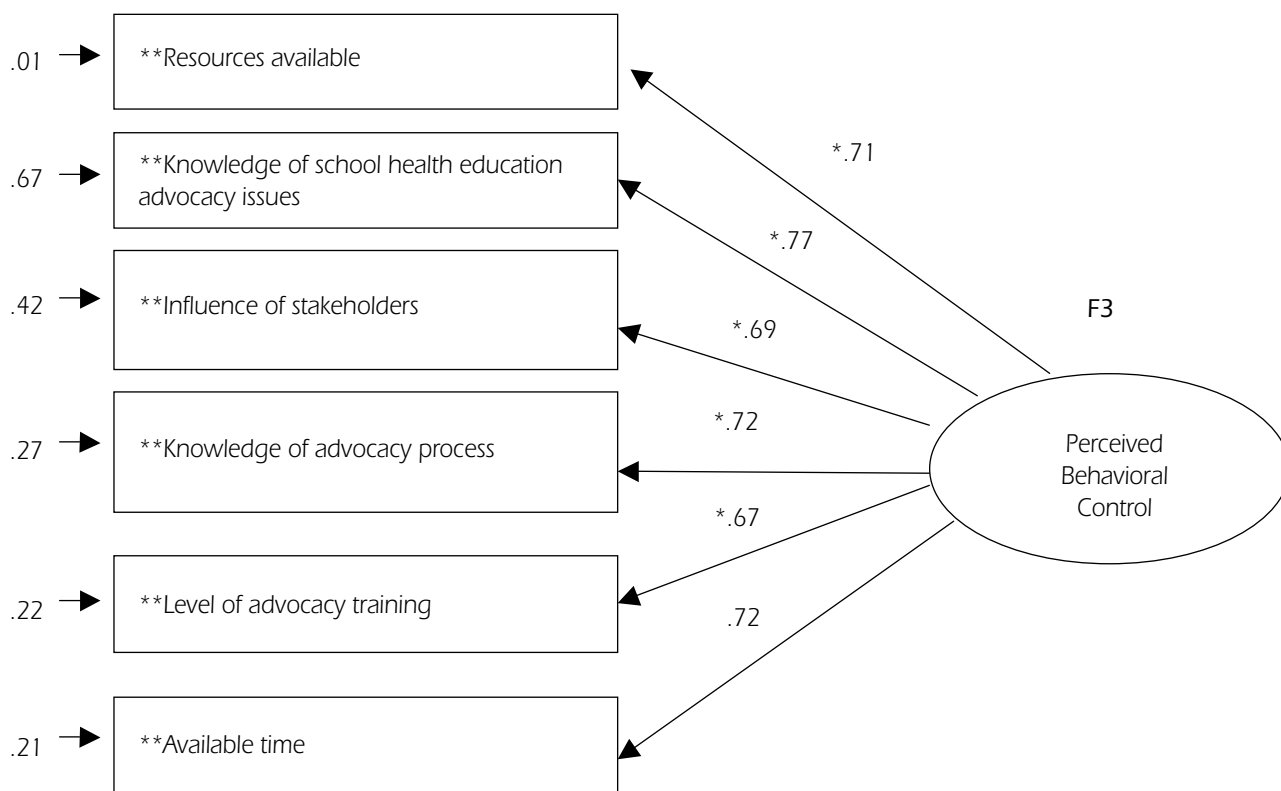 .01
**Resources available
*.71
.67
**Knowledge of school health education
advocacy issues
*.77
.42
**Influence of stakeholders
*.69
F3
.27
**Knowledge of advocacy process
*.72
Perceived
Behavioral
Control
.22
**Level of advocacy training
*.67
.21
**Available time
.72